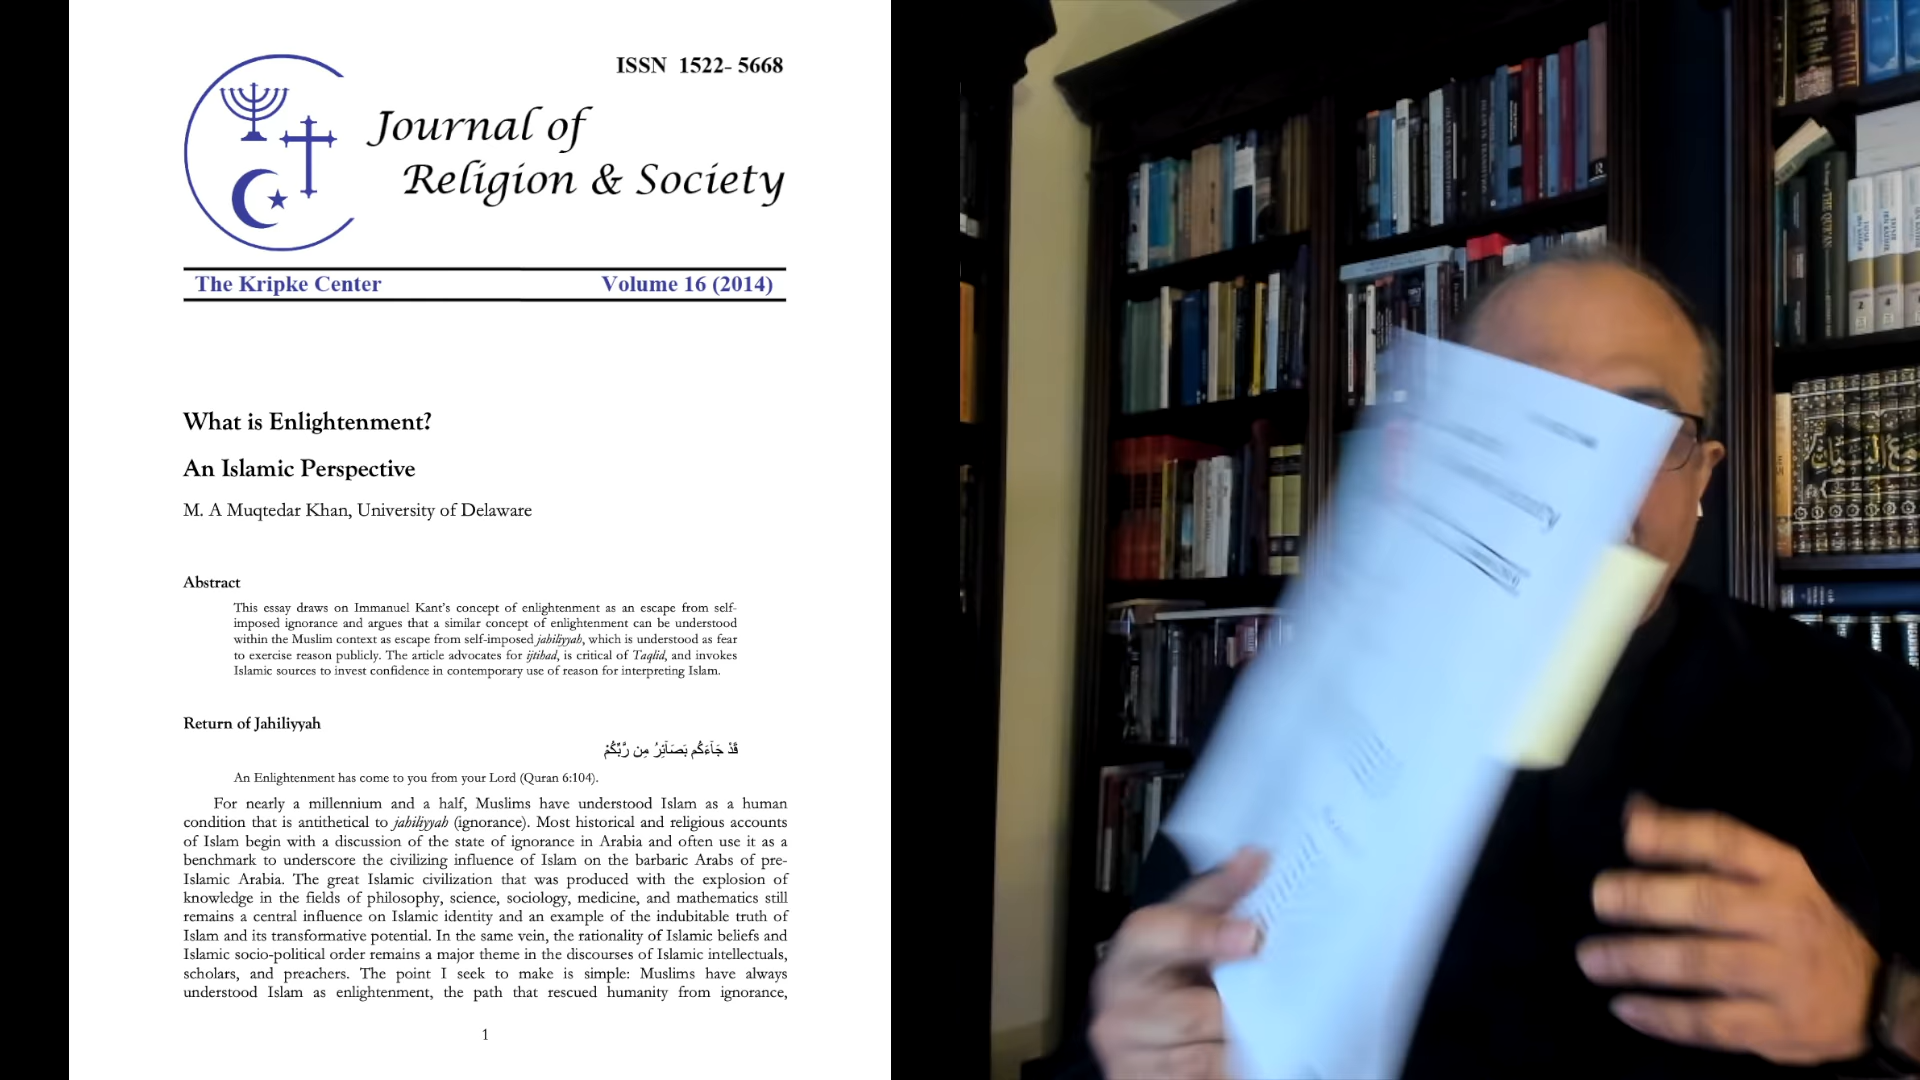 ISSN 1522- 5668
Journal of
Religion & Society
The Kripke Center
Volume 16 (2014)
What is Enlightenment?
An Islamic Perspective
M. A Muqtedar Khan, University of Delaware
Abstract
This essay draws on Immanuel Kant's concept of enlightenment as an escape from self-
imposed ignorance and argues that a similar concept of enlightenment can be understood
within the Muslim context as escape from self-imposed jahiliyyah, which is understood as fear
to exercise reason publicly. The article advocates for ijtihad, is critical of Taqlid, and invokes
Islamic sources to invest confidence in contemporary use of reason for interpreting Islam.
Return of Jahiliyyah
قَدْ جَآءَكُم بَصَآئِرُ مِن رَّبِّكُمْ
An Enlightenment has come to you from your Lord (Quran 6:104).
For nearly a millennium and a half, Muslims have understood Islam as a human
condition that is antithetical to jahiliyyah (ignorance). Most historical and religious accounts
of Islam begin with a discussion of the state of ignorance in Arabia and often use it as a
benchmark to underscore the civilizing influence of Islam on the barbaric Arabs of pre-
Islamic Arabia. The great Islamic civilization that was produced with the explosion of
knowledge in the fields of philosophy, science, sociology, medicine, and mathematics still
remains a central influence on Islamic identity and an example of the indubitable truth of
Islam and its transformative potential. In the same vein, the rationality of Islamic beliefs and
Islamic socio-political order remains a major theme in the discourses of Islamic intellectuals,
scholars, and preachers. The point I seek to make is simple: Muslims have always
understood Islam as enlightenment, the path that rescued humanity from ignorance,
1
THE QUR'AN
2
4